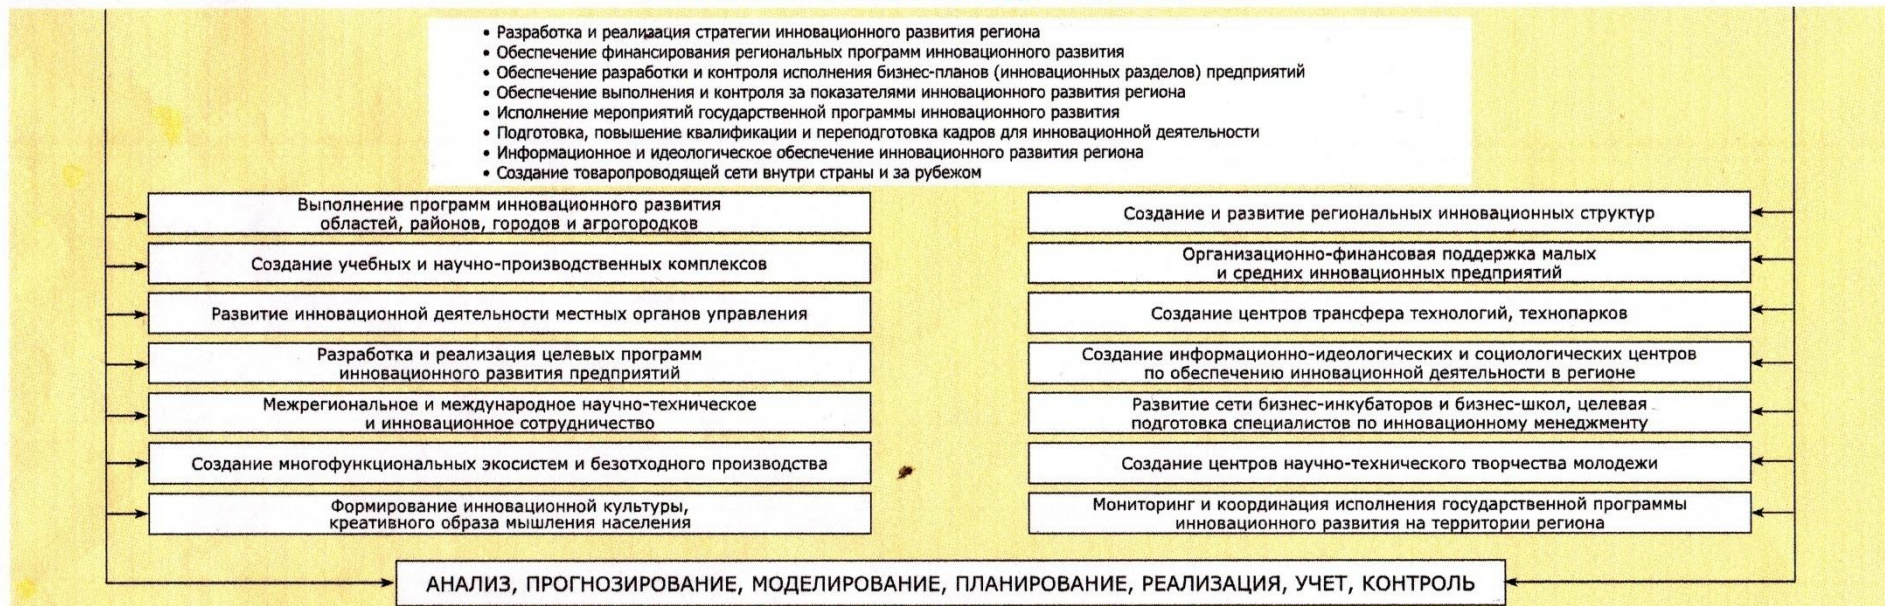 • Разработка и реализация стратегии инновационного развития региона
• Обеспечение финансирования региональных программ инновационного развития
• Обеспечение разработки и контроля исполнения бизнес-планов (инновационных разделов) предприятий
• Обеспечение выполнения и контроля за показателями инновационного развития региона
• Исполнение мероприятий государственной программы инновационного развития
• Подготовка, повышение квалификации и переподготовка кадров для инновационной деятельности
• Информационное и идеологическое обеспечение инновационного развития региона
• Создание товаропроводящей сети внутри страны и за рубежом
Выполнение программ инновационного развития
областей, районов, городов и агрогородков
Создание учебных и научно-производственных комплексов
Развитие инновационной деятельности местных органов управления
Разработка и реализация целевых программ
инновационного развития предприятий
Межрегиональное и международное научно-техническое
и инновационное сотрудничество
Создание многофункциональных экосистем и безотходного производства
Формирование инновационной культуры,
креативного образа мышления населения
Создание и развитие региональных инновационных структур
Организационно-финансовая поддержка малых
и средних инновационных предприятий
Создание центров трансфера технологий, технопарков
Создание информационно-идеологических и социологических центров
по обеспечению инновационной деятельности в регионе
Развитие сети бизнес-инкубаторов и бизнес-школ, целевая
подготовка специалистов по инновационному менеджменту
Создание центров научно-технического творчества молодежи
Мониторинг и координация исполнения государственной программы
инновационного развития на территории региона
АНАЛИЗ, ПРОГНОЗИРОВАНИЕ, МОДЕЛИРОВАНИЕ, ПЛАНИРОВАНИЕ, РЕАЛИЗАЦИЯ, УЧЕТ, КОНТРОЛЬ